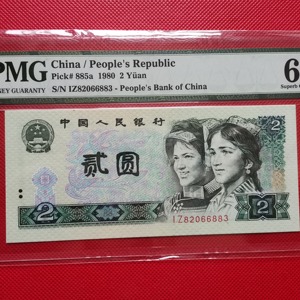 PMG
China / People's Republic
Pick# 885a 1980 2 Yüan
S/N IZ82066883 - People's Bank of China
6
中国人民银行
贰圆
2
2
IZ82066883